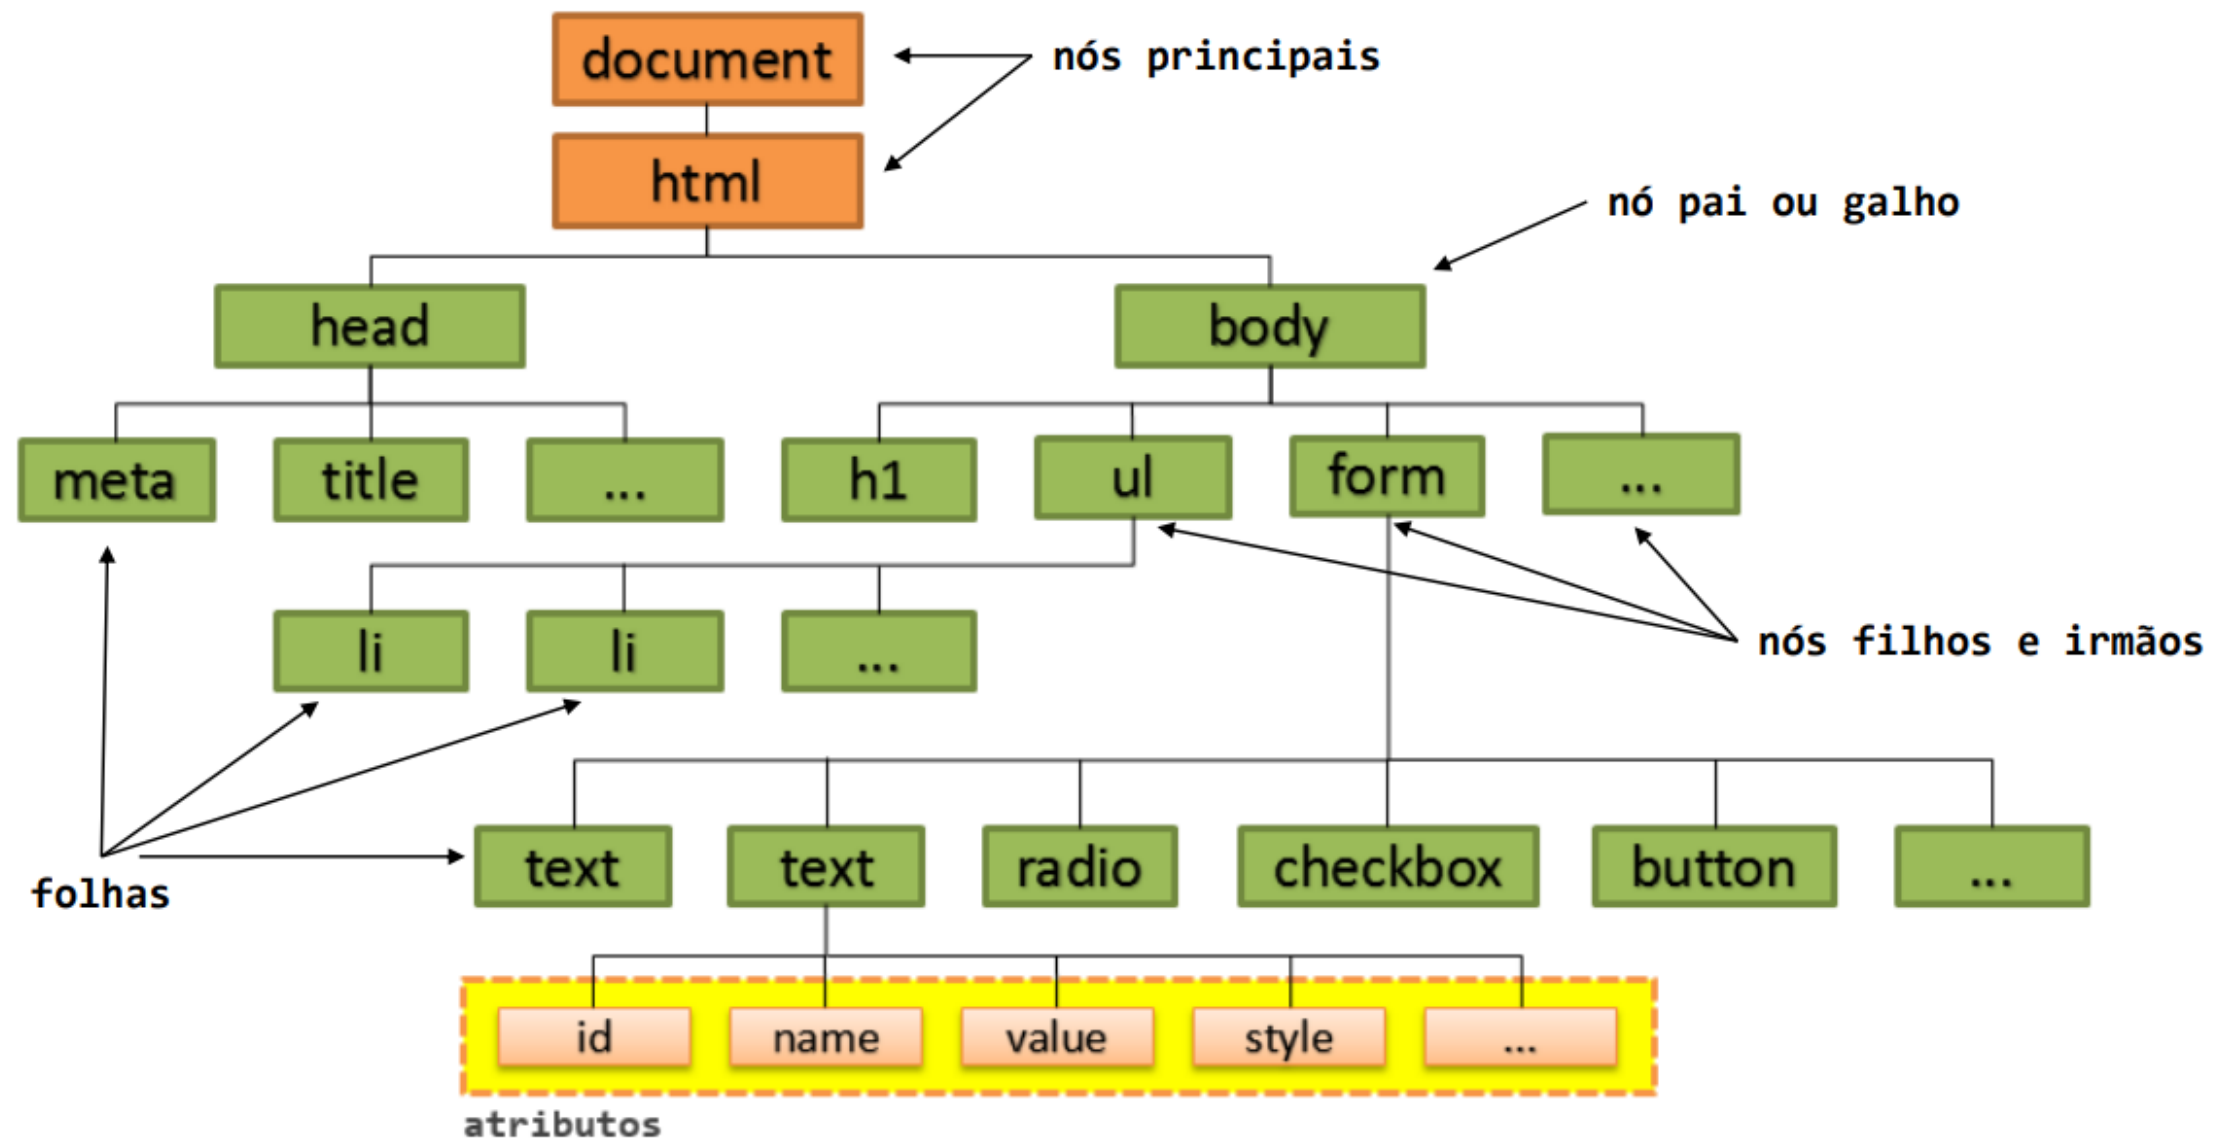 document
nós principais
html
nó pai ou galho
head
body
meta
title
...
h1
ul
form
...
li
li
...
nós filhos e irmãos
text
text
radio
checkbox
button
...
folhas
id
name
value
style
...
atributos